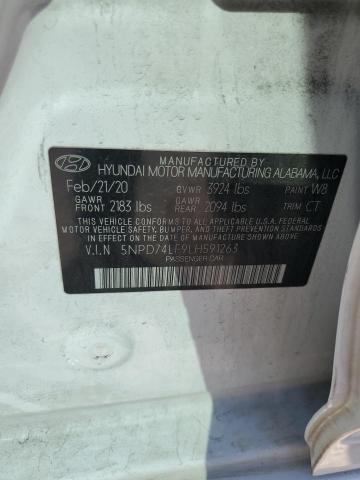 MANUFACTURED BY
HYUNDAI MOTOR MANUFACTURING ALABAMA, LLC
Feb/21/20 GVWR 3924 lbs PAINT W8
GAWR FRONT 2183 lbs GAWR REAR 2094 lbs TRIM CT
THIS VEHICLE CONFORMS TO ALL APPLICABLE U.S. FEDERAL
MOTOR VEHICLE SAFETY, BUMPER, AND THEFT PREVENTION
STANDARDS IN EFFECT ON THE DATE OF MANUFACTURE SHOWN ABOVE.
V.I.N 5NPD74LF9LH591263
PASSENGER CAR